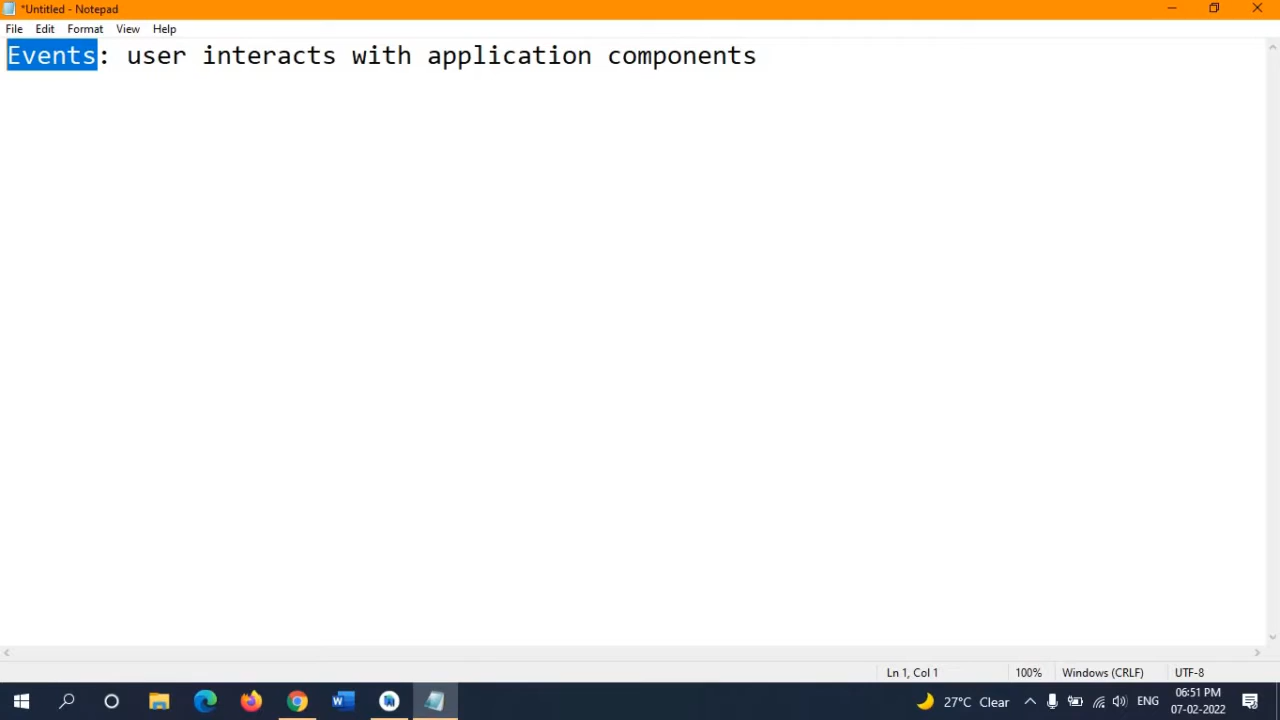 *Untitled - Notepad
File Edit Format View Help
Events: user interacts with application components
Ln 1, Col 1 100% Windows (CRLF) UTF-8
27°C Clear ENG 06:51 PM
07-02-2022